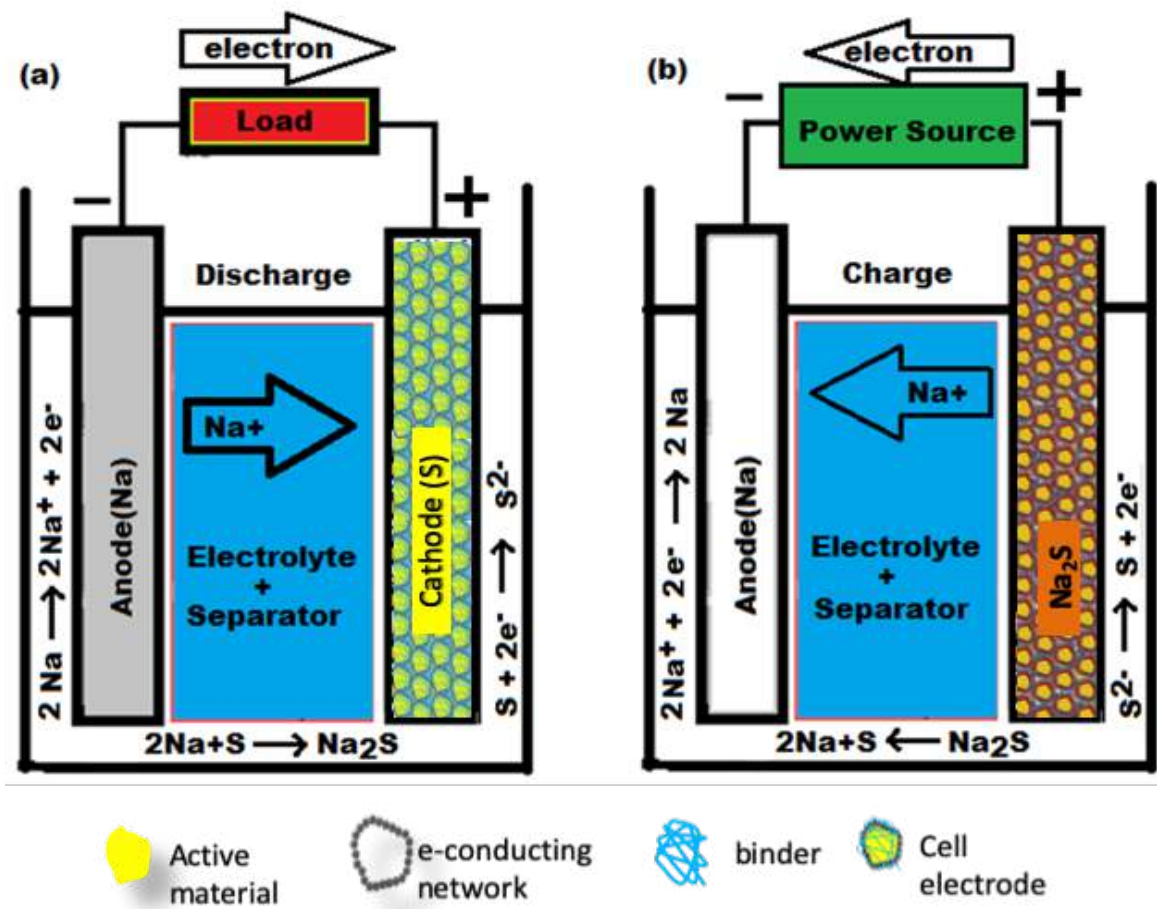 (a)
electron
Load
−
+
Discharge
Na+
Electrolyte
+
Separator
Anode(Na)
Cathode (S)
2 Na ⟶ 2Na⁺ + 2e⁻
S + 2e⁻ ⟶ S²⁻
2Na+S ⟶ Na₂S
(b)
electron
−
+
Power Source
Charge
Na+
Electrolyte
+
Separator
Anode(Na)
Na₂S
2Na⁺ + 2e⁻ ⟶ 2 Na
S²⁻ ⟶ S + 2e⁻
2Na+S ⟵ Na₂S
Active
material
e-conducting
network
binder
Cell
electrode